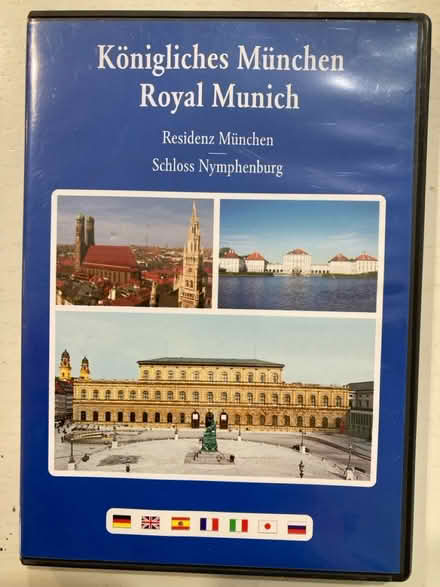 Königliches München
Royal Munich
Residenz München
Schloss Nymphenburg